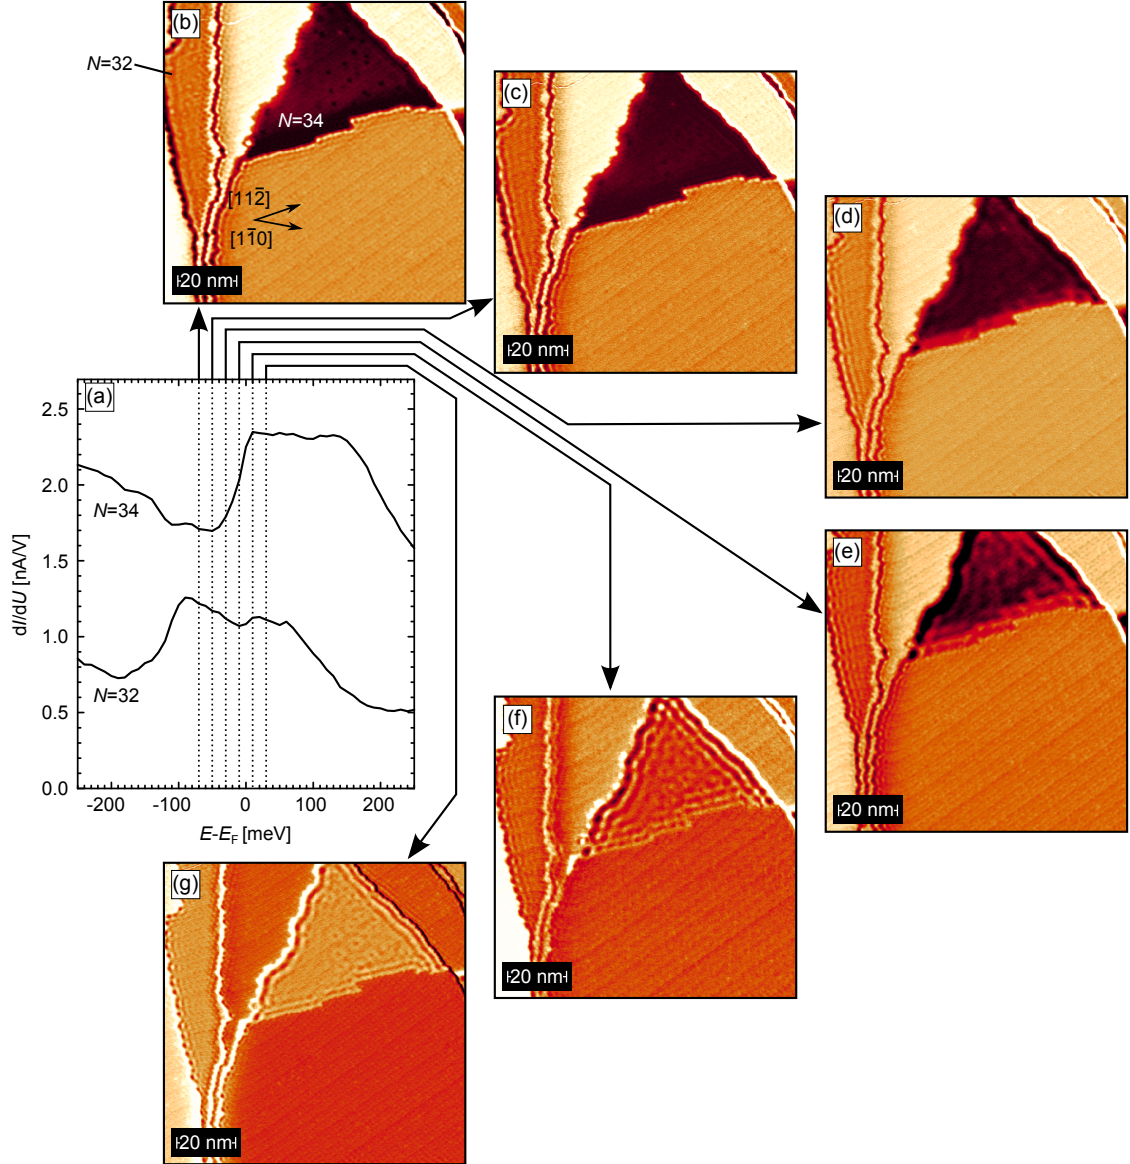 (b)
N=32
N=34
[112̄]
[11̄0]
20 nm
(c)
20 nm
(d)
20 nm
(a)
2.5
2.0
1.5
1.0
0.5
0.0
dI/dU [nA/V]
N=34
N=32
-200
-100
0
100
200
E-EF [meV]
(e)
20 nm
(f)
20 nm
(g)
20 nm